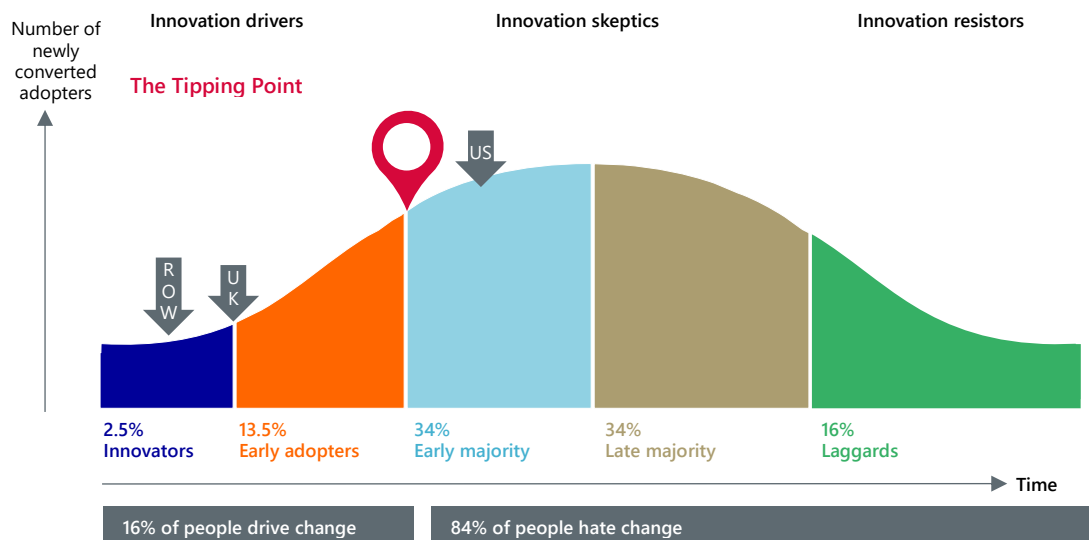 Innovation drivers
Innovation skeptics
Innovation resistors
Number of
newly
converted
adopters
The Tipping Point
US
R
O
W
U
K
2.5%
Innovators
13.5%
Early adopters
34%
Early majority
34%
Late majority
16%
Laggards
Time
16% of people drive change
84% of people hate change